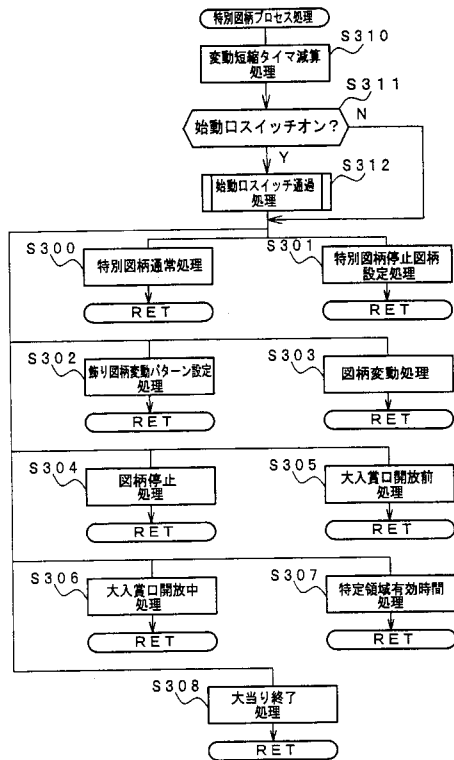 特別図柄プロセス処理
S310
変動短縮タイマ減算
処理
S311
始動口スイッチオン?
N
Y
S312
始動口スイッチ通過
処理
S300
特別図柄通常処理
RET
S301
特別図柄停止図柄
設定処理
RET
S302
飾り図柄変動パターン設定
処理
RET
S303
図柄変動処理
RET
S304
図柄停止
処理
RET
S305
大入賞口開放前
処理
RET
S306
大入賞口開放中
処理
RET
S307
特定領域有効時間
処理
RET
S308
大当り終了
処理
RET